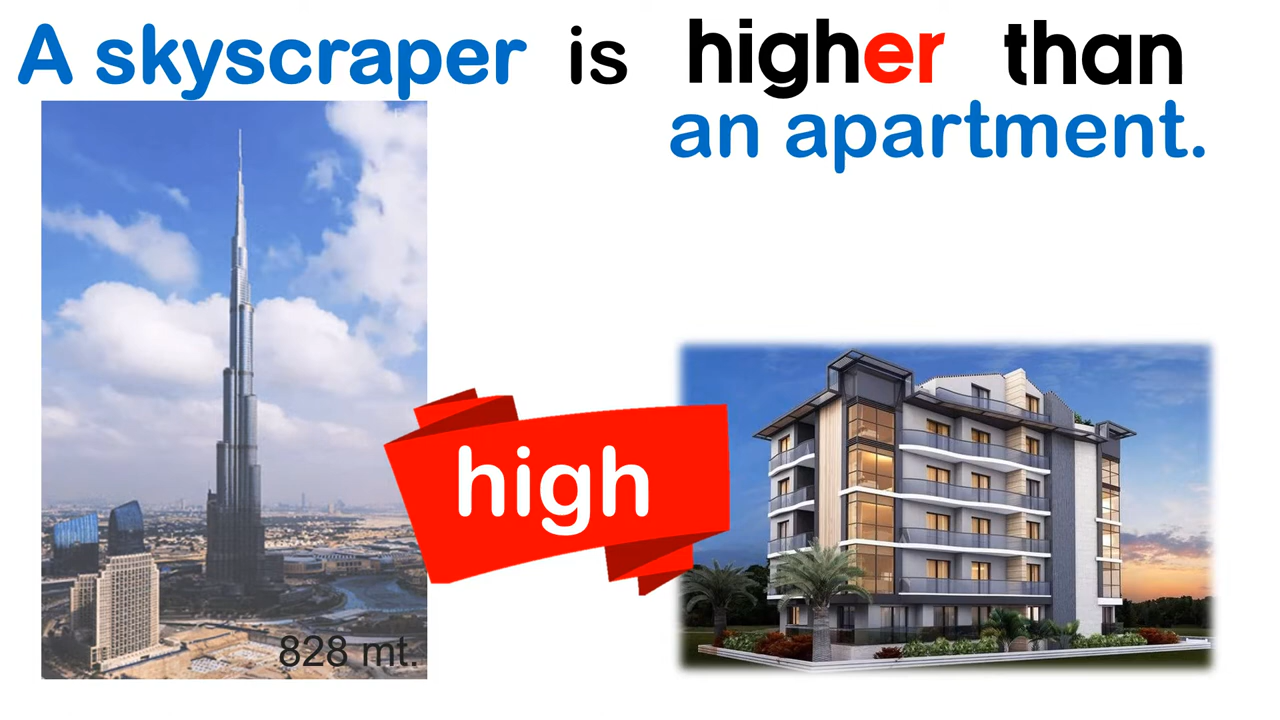 A skyscraper is higher than
an apartment.
high
828 mt.